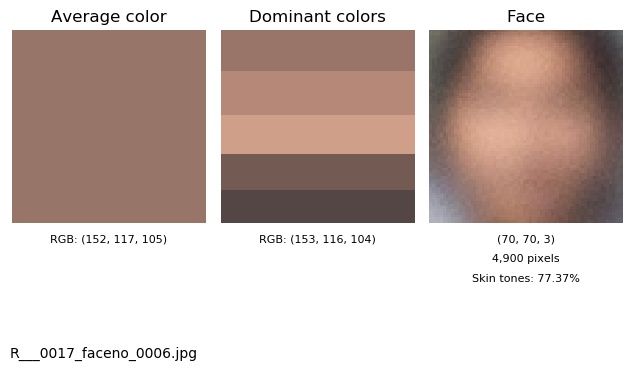 Average color
Dominant colors
Face
RGB: (152, 117, 105)
RGB: (153, 116, 104)
(70, 70, 3)
4,900 pixels
Skin tones: 77.37%
R___0017_faceno_0006.jpg